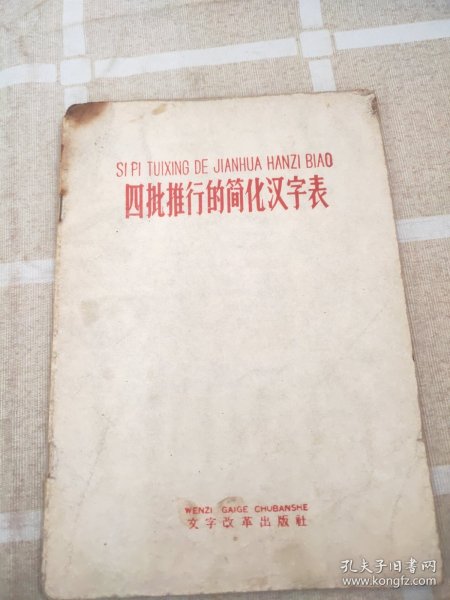 SI PI TUIXING DE JIANHUA HANZI BIAO
四批推行的简化汉字表
WENZI GAIGE CHUBANSHE
文字改革出版社
孔夫子旧书网
www.kongfz.com